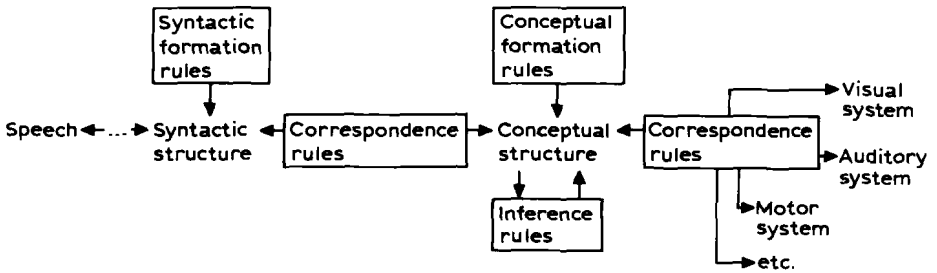 Syntactic
formation
rules
Conceptual
formation
rules
Speech
...
Syntactic
structure
Correspondence
rules
Conceptual
structure
Correspondence
rules
Visual
system
Auditory
system
Inference
rules
Motor
system
etc.